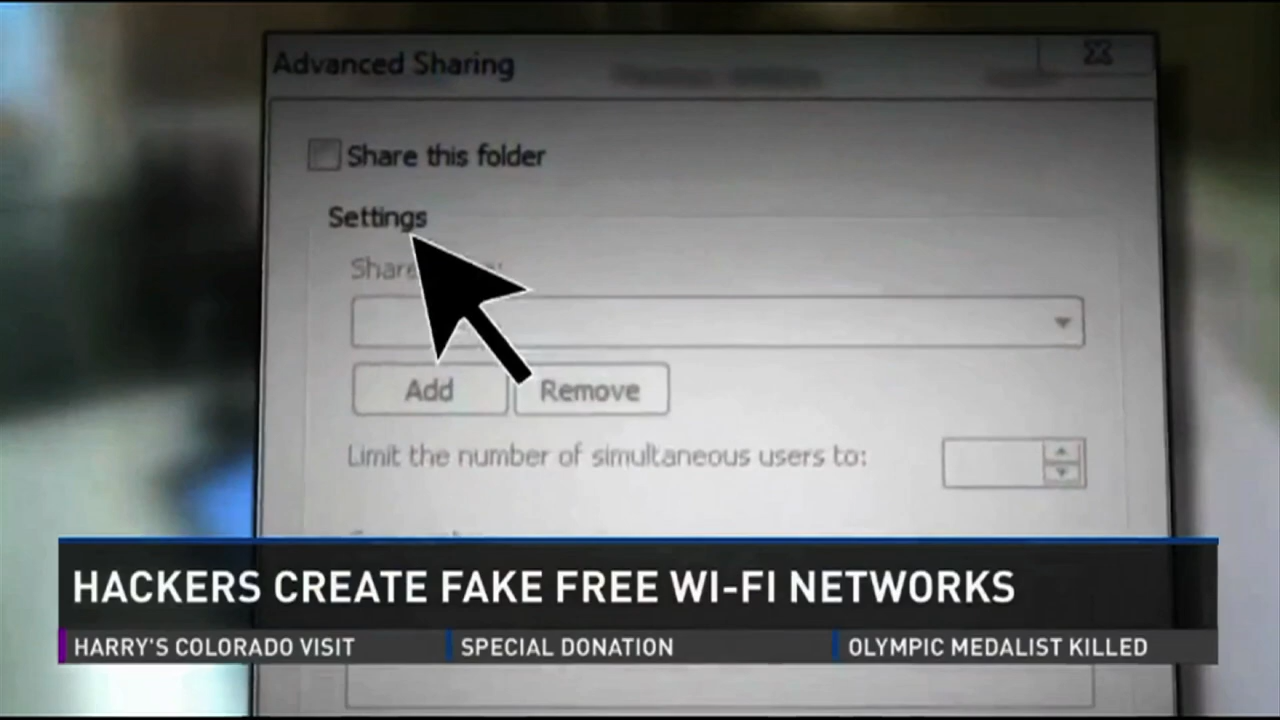 Advanced Sharing
Share this folder
Settings
Share
Add
Remove
Limit the number of simultaneous users to:
HACKERS CREATE FAKE FREE WI-FI NETWORKS
HARRY'S COLORADO VISIT
SPECIAL DONATION
OLYMPIC MEDALIST KILLED